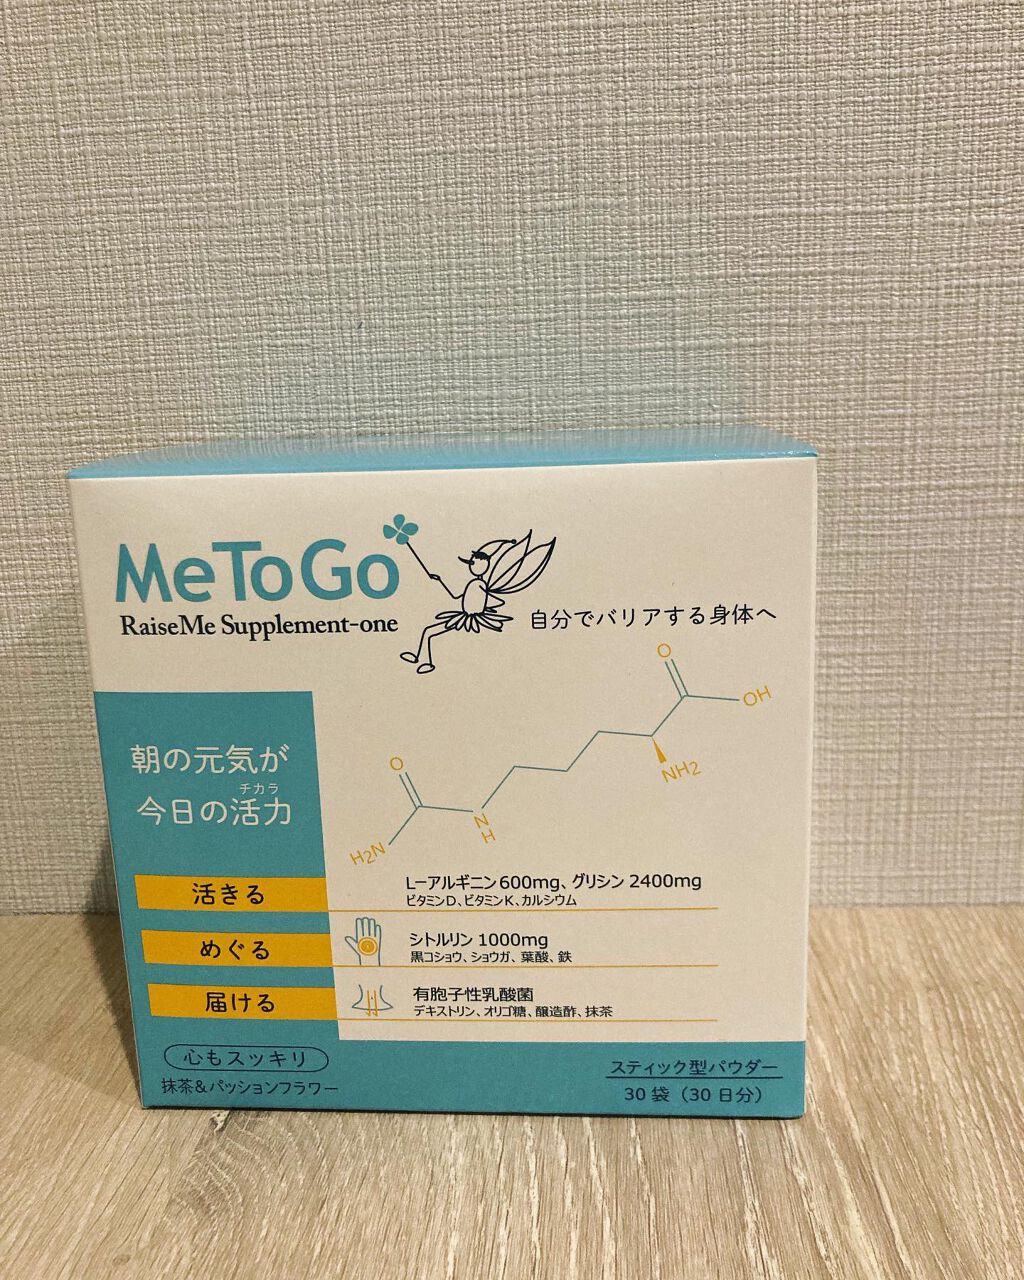 MeToGo
RaiseMe Supplement-one
自分でバリアする身体へ
朝の元気が
チカラ
今日の活力
O
OH
NH2
O
N
H
H2N
活きる
L-アルギニン600mg、グリシン 2400mg
ビタミンD、ビタミンK、カルシウム
めぐる
シトルリン 1000mg
黒コショウ、ショウガ、葉酸、鉄
届ける
有胞子性乳酸菌
デキストリン、オリゴ糖、醸造酢、抹茶
心もスッキリ
抹茶&パッションフラワー
スティック型パウダー
30 袋（30 日分）